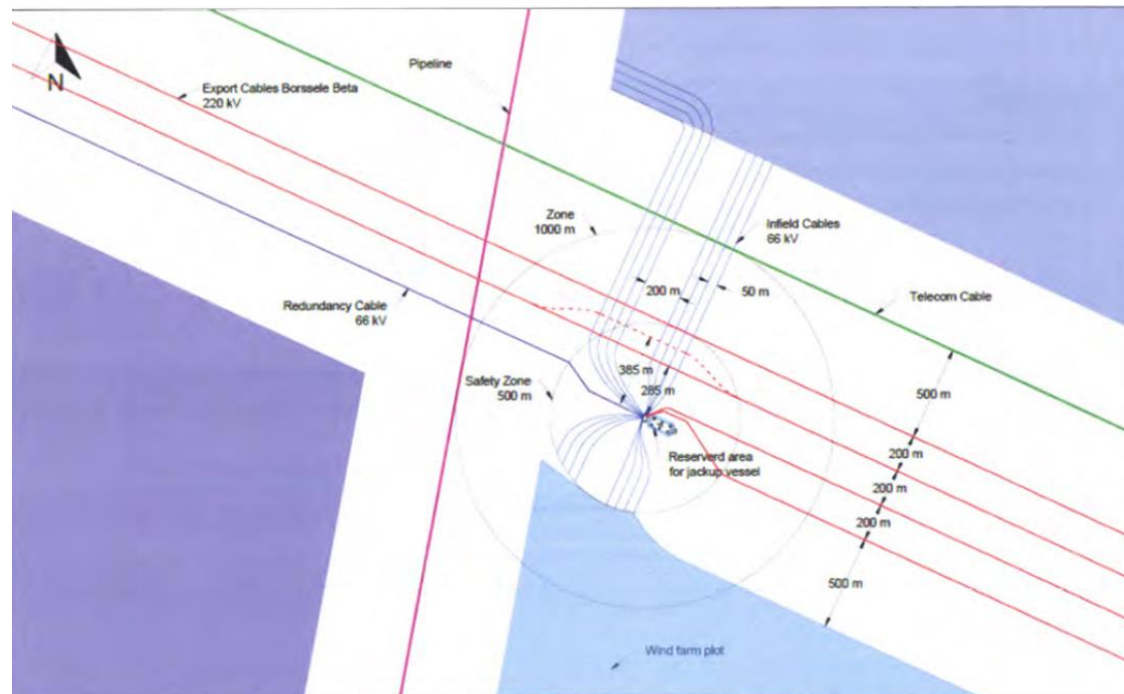 N
Pipeline
Export Cables Borssele Beta
220 kV
Zone
1000 m
Infield Cables
66 kV
200 m
50 m
Redundancy Cable
66 kV
Telecom Cable
385 m
285 m
Safety Zone
500 m
500 m
Reserverd area
for jackup vessel
200 m
200 m
200 m
500 m
Wind farm plot